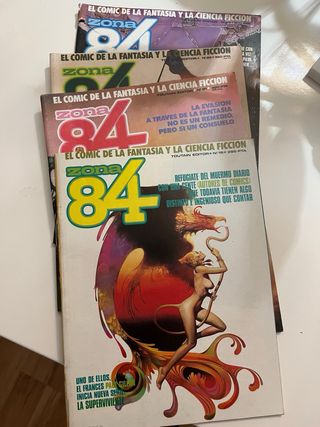 EL COMIC DE LA FANTASIA Y LA CIENCIA FICCION
zona
84
EL COMIC DE LA FANTASIA Y LA CIENCIA FICCION
zona
84
EL COMIC DE LA FANTASIA Y LA CIENCIA FICCION
zona
84
LA EVASION
A TRAVES DE LA FANTASIA
NO ES UN REMEDIO,
PERO SI UN CONSUELO
EL COMIC DE LA FANTASIA Y LA CIENCIA FICCION
zona
84
TOUTAIN EDITOR
REFUGIATE DEL MUERMO DIARIO
CON UNA GENTE (AUTORES DE COMICS)
QUE TODAVIA TIENEN ALGO
DISTINTO E INGENIOSO QUE CONTAR
UNO DE ELLOS,
EL FRANCES
INICIA NUEVA SERIE:
LA SUPERVIVIENTE